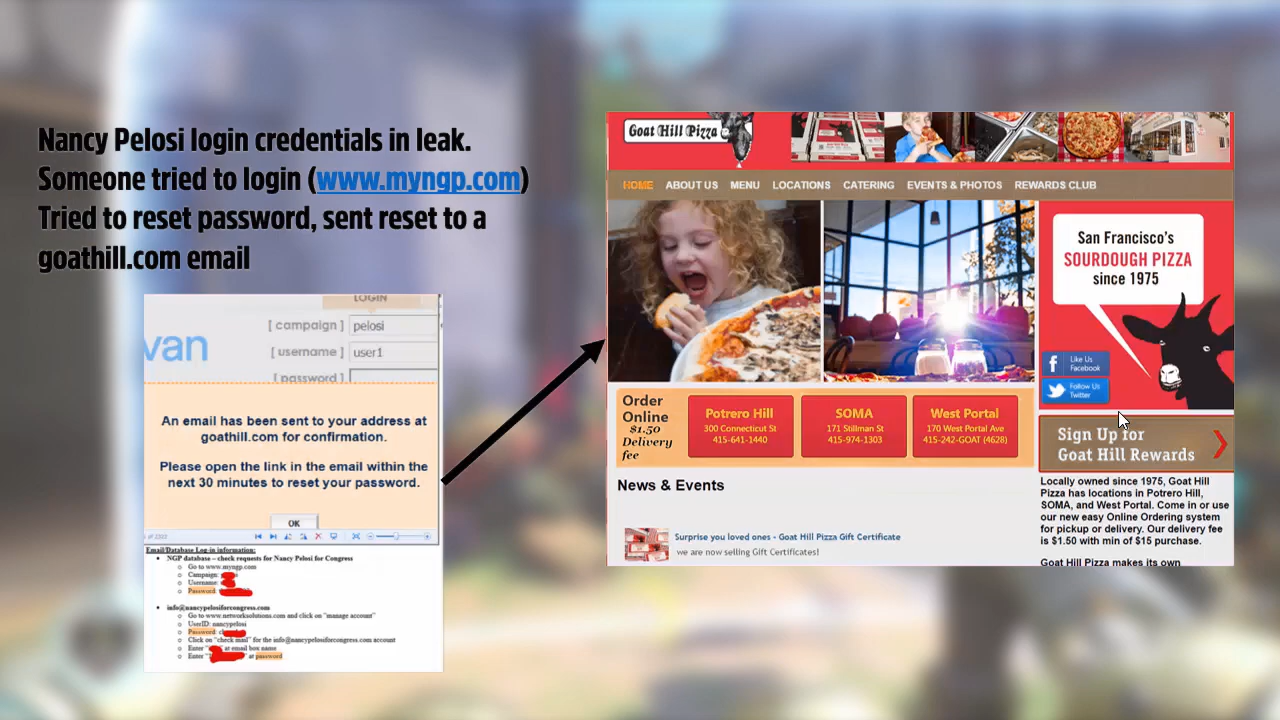 Nancy Pelosi login credentials in leak.
Someone tried to login (www.myngp.com)
Tried to reset password, sent reset to a
goathill.com email
LOGIN
van
[ campaign ] pelosi
[ username ] user1
[ password ]
An email has been sent to your address at
goathill.com for confirmation.
Please open the link in the email within the
next 30 minutes to reset your password.
OK
Email/Database Log-in information:
NGP database – check requests for Nancy Pelosi for Congress
Go to www.myngp.com
Campaign:
Username:
Password:
info@nancypelosiforcongress.com
Go to www.networksolutions.com and click on "manage account"
UserID: nancypelosi
Password:
Click on "check mail" for the info@nancypelosiforcongress.com account
Enter " " at email box name
Enter " " at password
Goat Hill Pizza
HOME ABOUT US MENU LOCATIONS CATERING EVENTS & PHOTOS REWARDS CLUB
San Francisco's
SOURDOUGH PIZZA
since 1975
Like Us
Facebook
Follow Us
Twitter
Order
Online
$1.50
Delivery
fee
Potrero Hill
300 Connecticut St
415-641-1440
SOMA
171 Stillman St
415-974-1303
West Portal
170 West Portal Ave
415-242-GOAT (4628)
Sign Up for
Goat Hill Rewards
News & Events
Surprise you loved ones - Goat Hill Pizza Gift Certificate
we are now selling Gift Certificates!
Locally owned since 1975, Goat Hill
Pizza has locations in Potrero Hill,
SOMA, and West Portal. Come in or use
our new easy Online Ordering system
for pickup or delivery. Our delivery fee
is $1.50 with min of $15 purchase.
Goat Hill Pizza makes its own